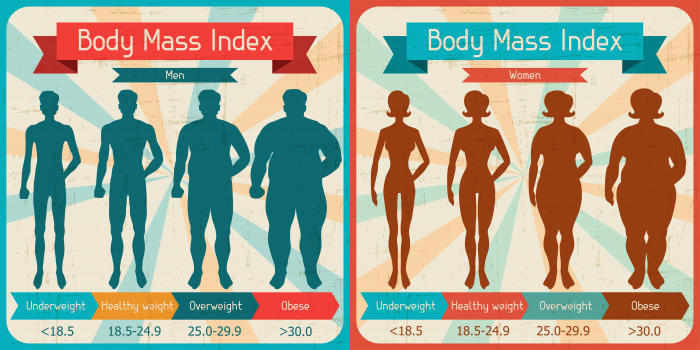 Body Mass Index
Men
Underweight Healthy weight Overweight Obese
<18.5 18.5-24.9 25.0-29.9 >30.0
Body Mass Index
Women
Underweight Healthy weight Overweight Obese
<18.5 18.5-24.9 25.0-29.9 >30.0